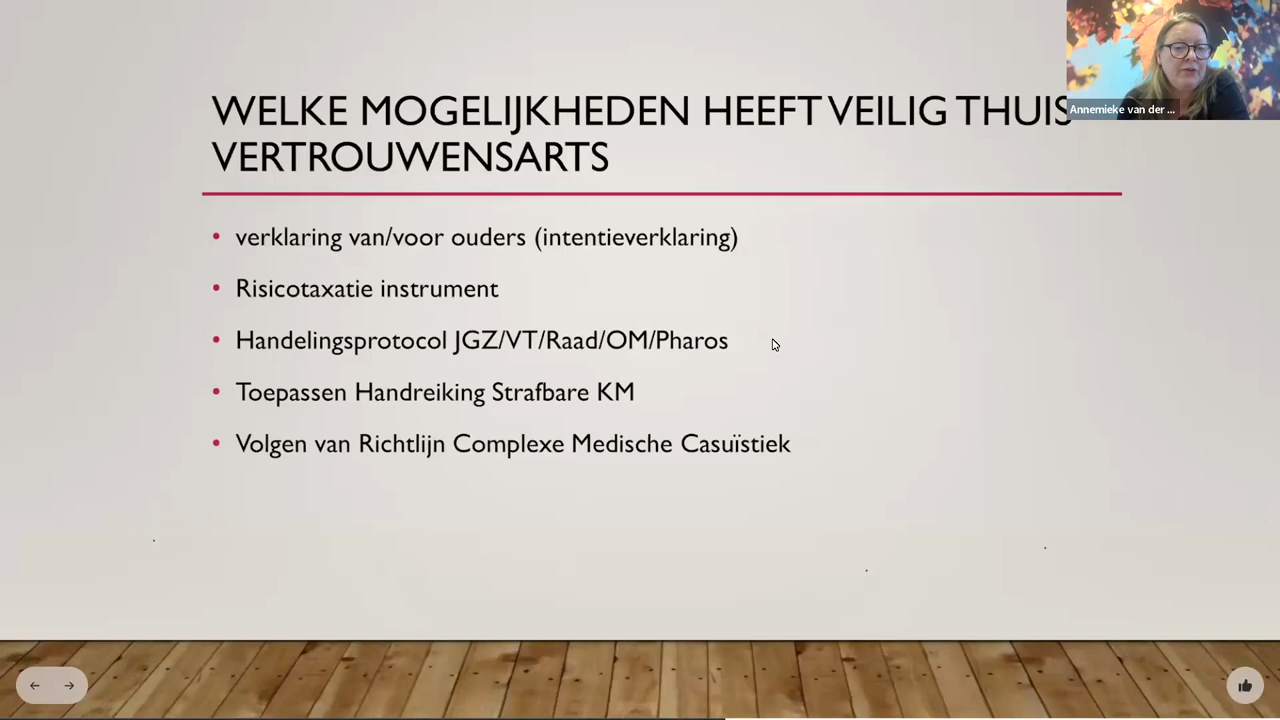 WELKE MOGELIJKHEDEN HEEFT VEILIG THUIS
VERTROUWENSARTS
• verklaring van/voor ouders (intentieverklaring)
• Risicotaxatie instrument
• Handelingsprotocol JGZ/VT/Raad/OM/Pharos
• Toepassen Handreiking Strafbare KM
• Volgen van Richtlijn Complexe Medische Casuïstiek
Annemieke van der ...